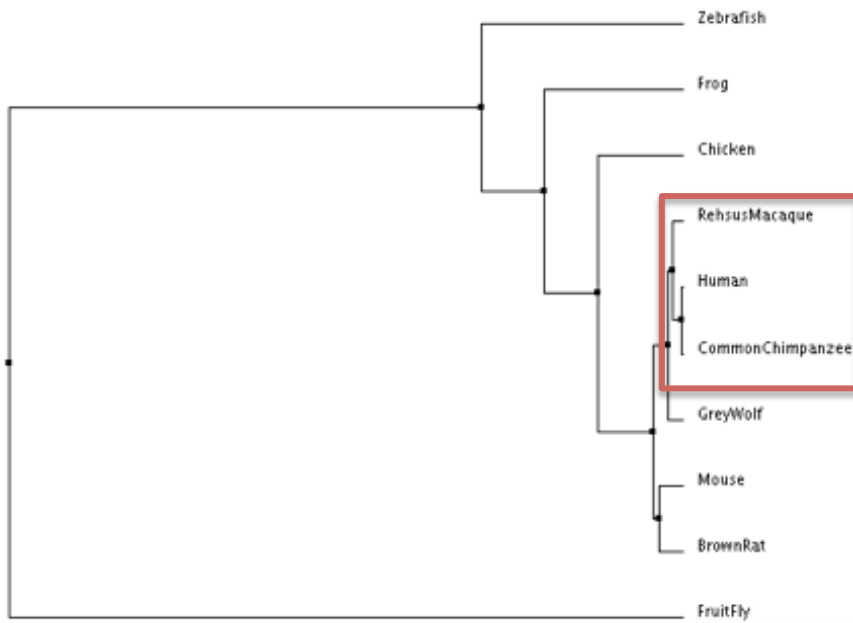 Zebrafish
Frog
Chicken
RehsusMacaque
Human
CommonChimpanzee
GreyWolf
Mouse
BrownRat
FruitFly